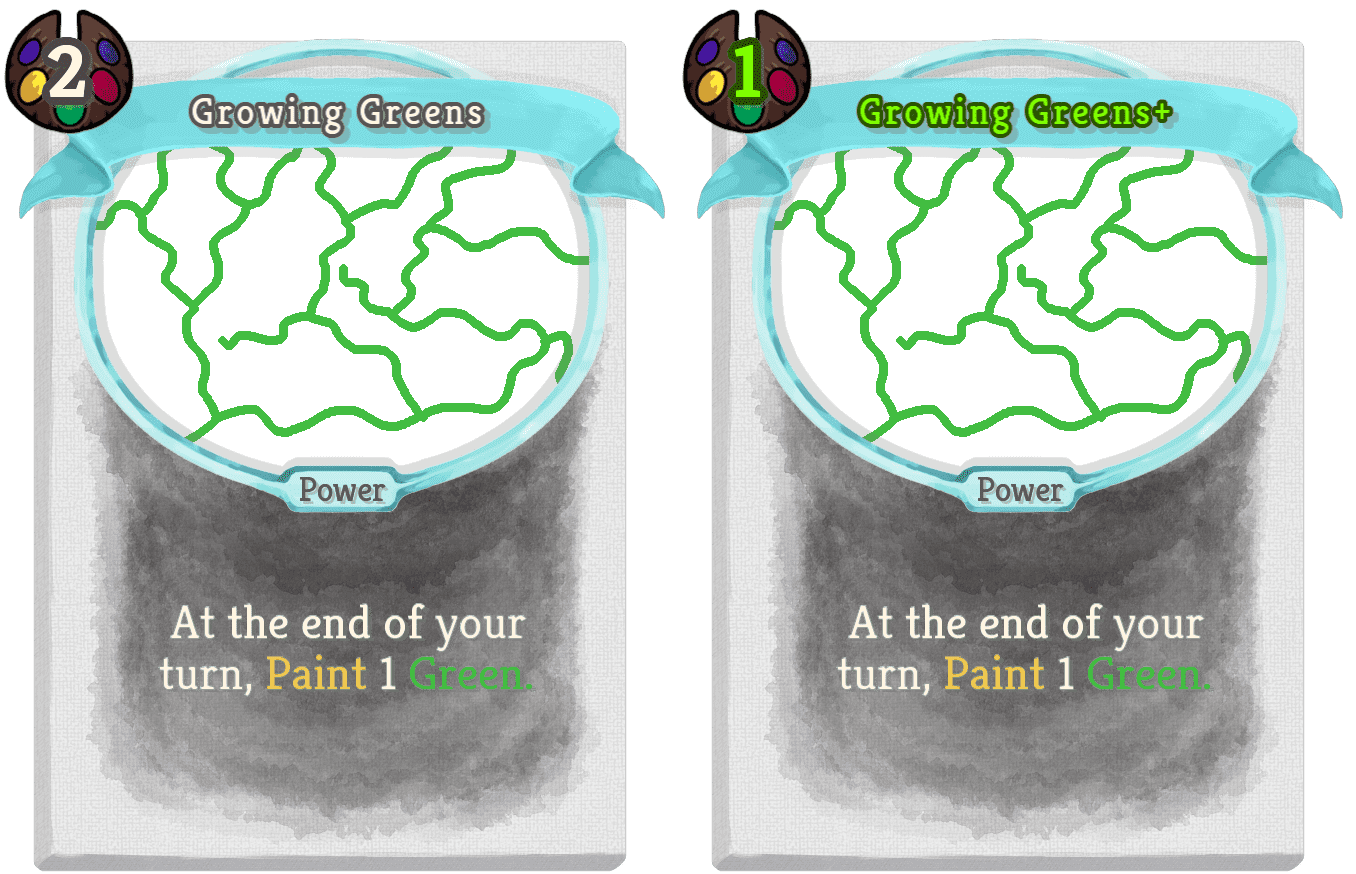 2
Growing Greens
Power
At the end of your
turn, Paint 1 Green.
1
Growing Greens+
Power
At the end of your
turn, Paint 1 Green.